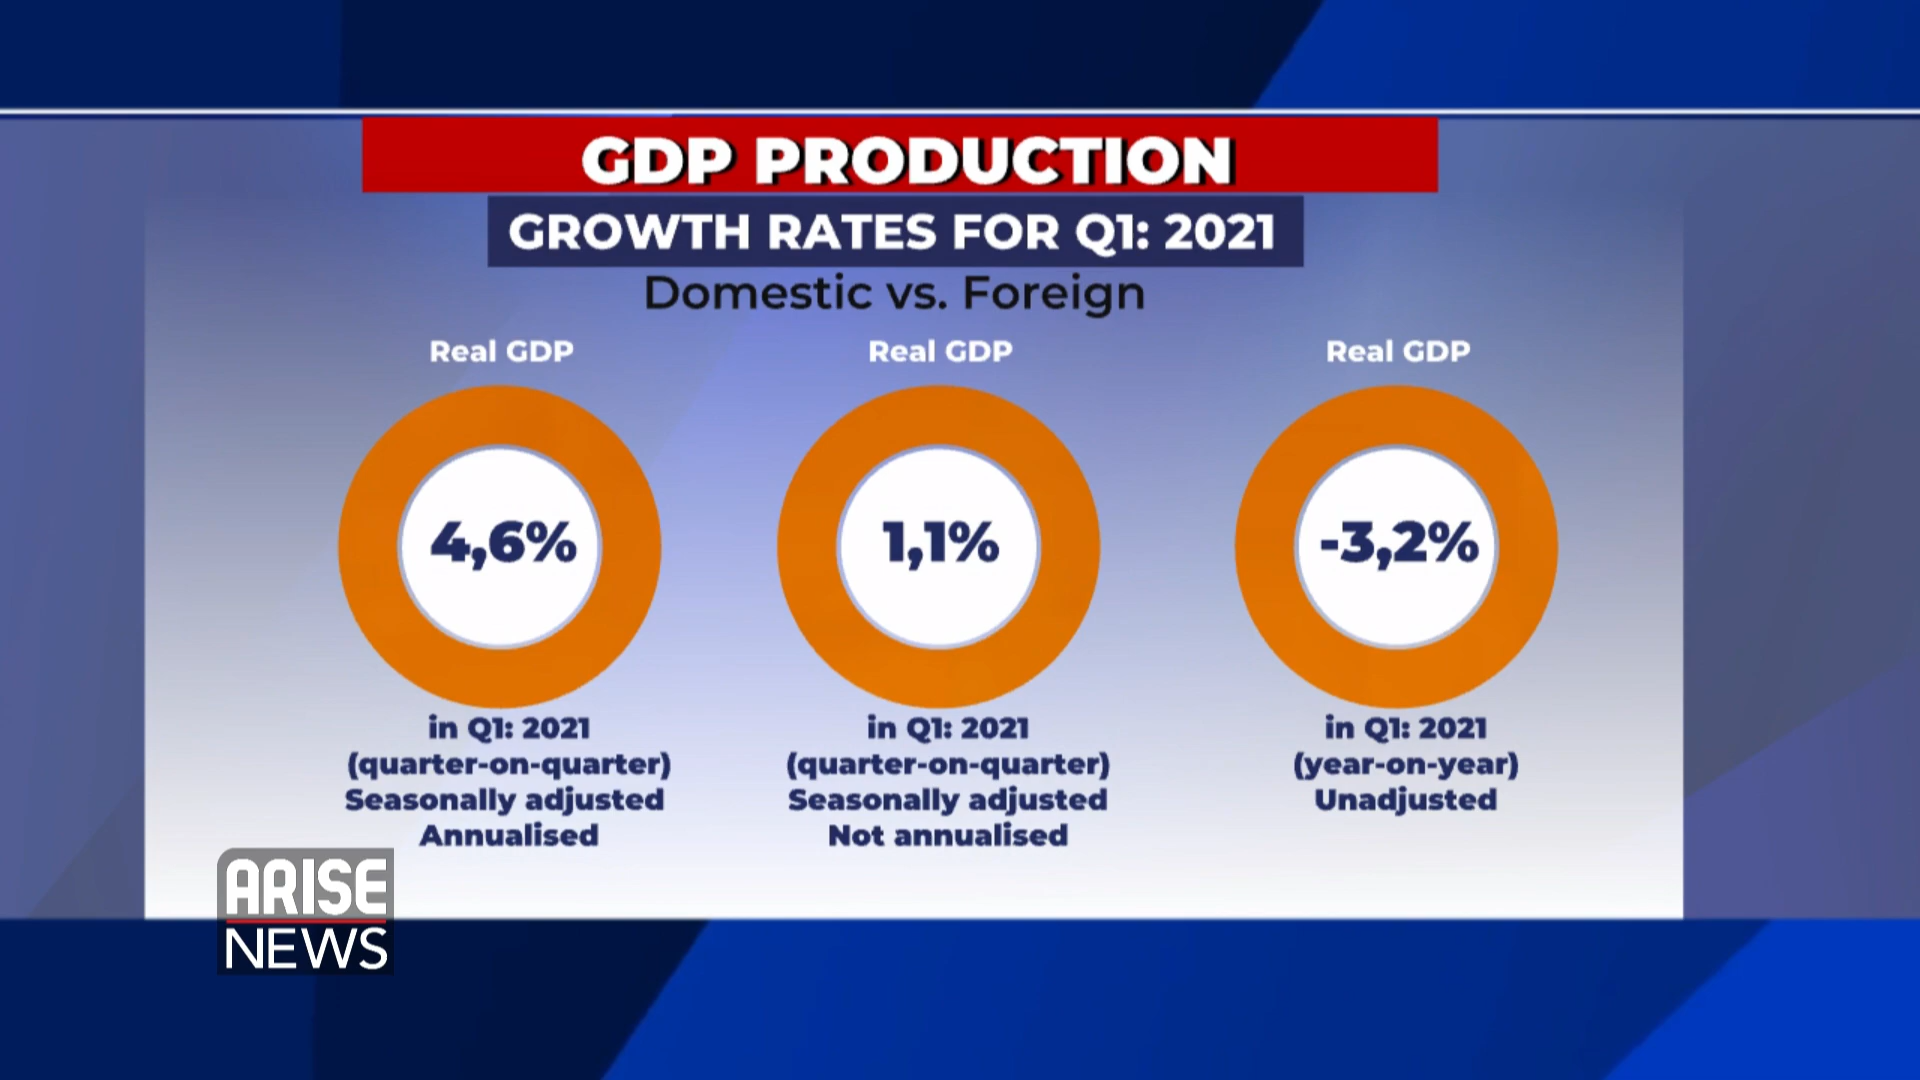 GDP PRODUCTION
GROWTH RATES FOR Q1: 2021
Domestic vs. Foreign
Real GDP
4,6%
in Q1: 2021
(quarter-on-quarter)
Seasonally adjusted
Annualised
Real GDP
1,1%
in Q1: 2021
(quarter-on-quarter)
Seasonally adjusted
Not annualised
Real GDP
-3,2%
in Q1: 2021
(year-on-year)
Unadjusted
ARISE
NEWS